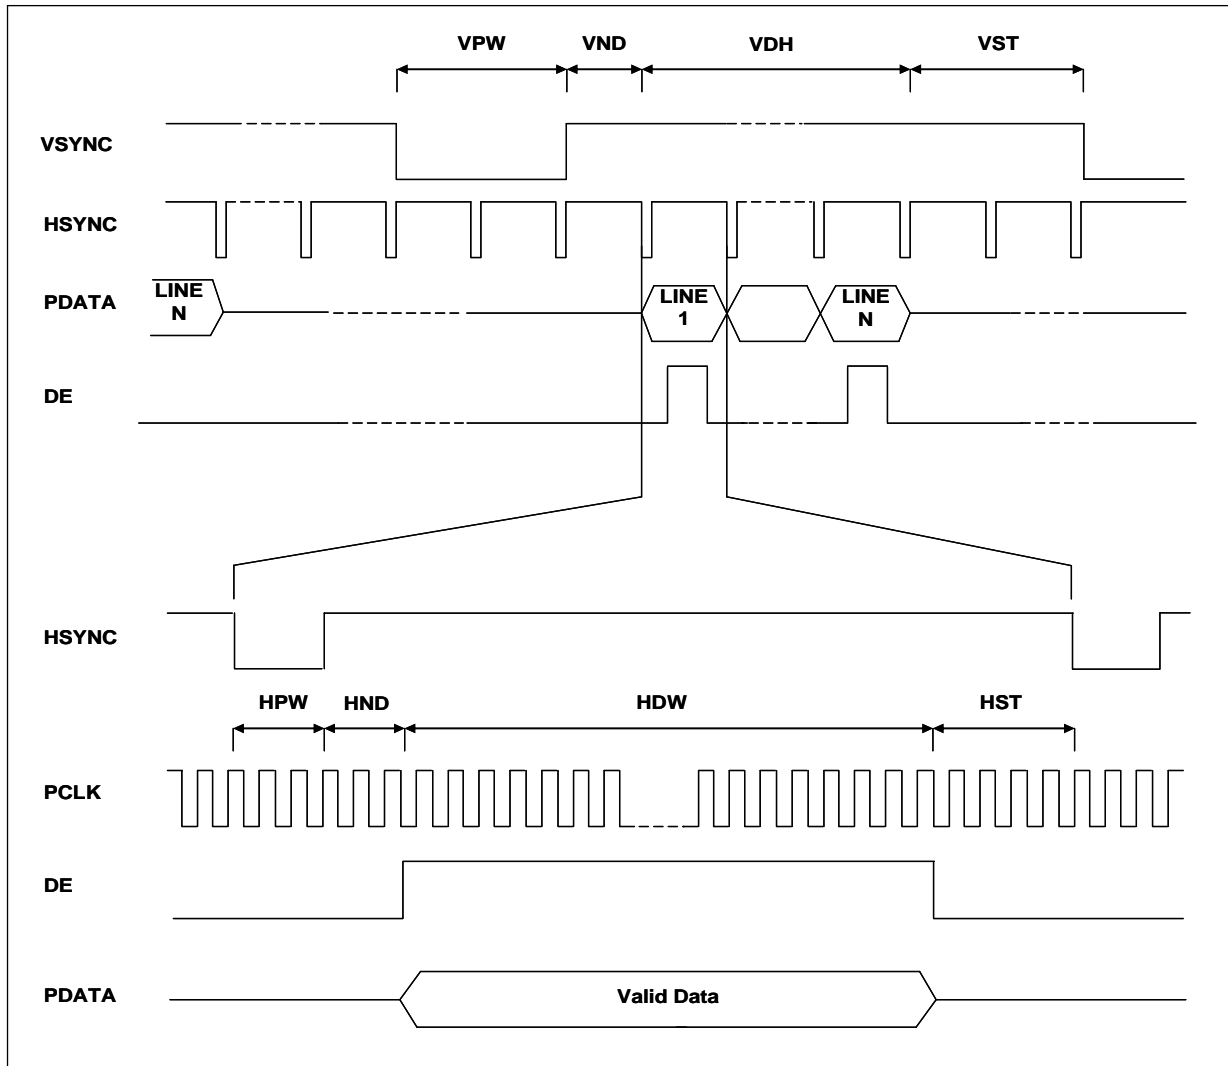 VPW VND VDH VST
VSYNC
HSYNC
PDATA LINE N LINE 1 LINE N
DE
HSYNC
HPW HND HDW HST
PCLK
DE
PDATA Valid Data